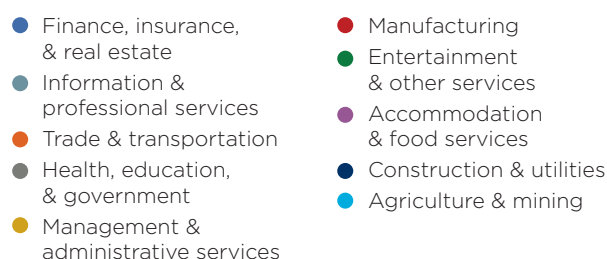 Finance, insurance,
& real estate
Information &
professional services
Trade & transportation
Health, education,
& government
Management &
administrative services
Manufacturing
Entertainment
& other services
Accommodation
& food services
Construction & utilities
Agriculture & mining